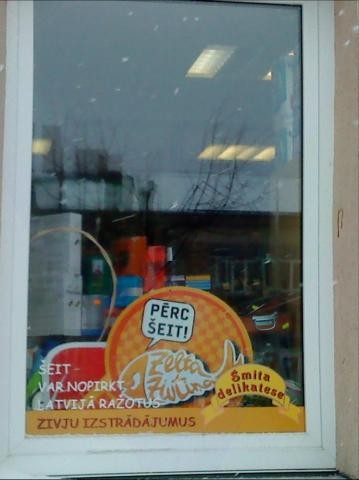 PĒRC
ŠEIT!
Zelta
Zivtiņa
Šmita
delikatese
ŠEIT
VAR NOPIRKT
LATVIJĀ RAŽOTUS
ZIVJU IZSTRĀDĀJUMUS